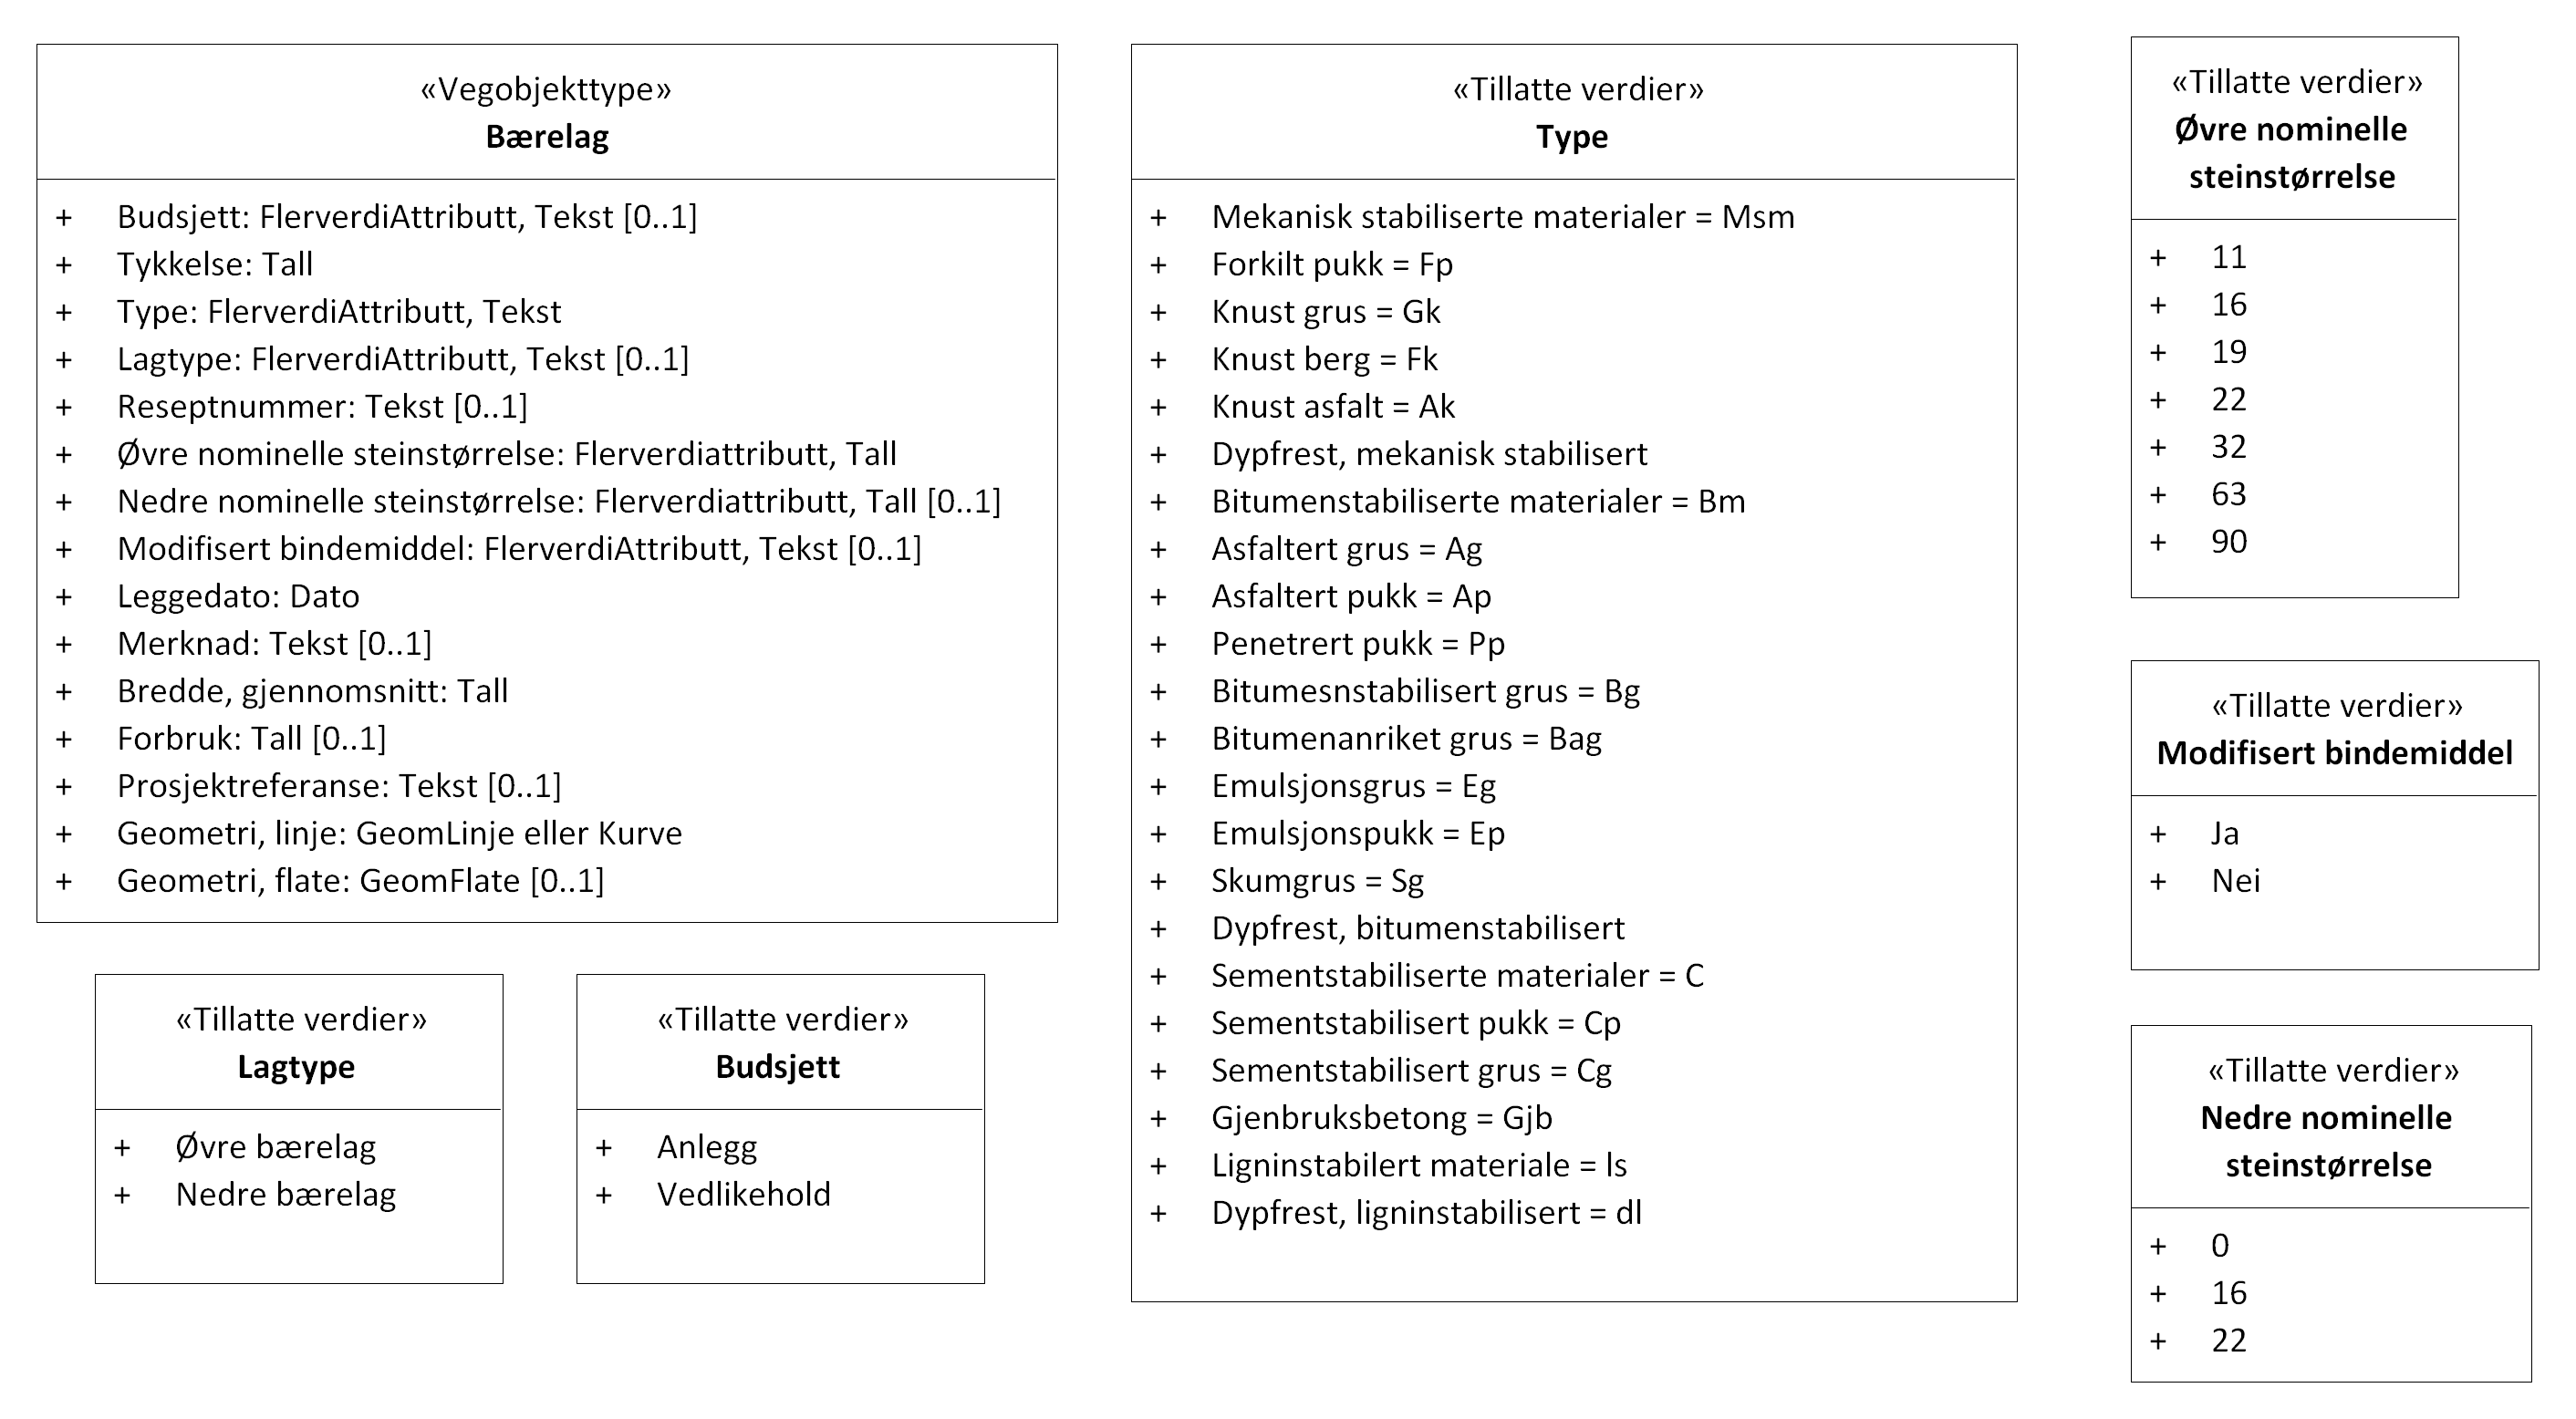 «Vegobjekttype»
Bærelag
+ Budsjett: FlerverdiAttributt, Tekst [0..1]
+ Tykkelse: Tall
+ Type: FlerverdiAttributt, Tekst
+ Lagtype: FlerverdiAttributt, Tekst [0..1]
+ Reseptnummer: Tekst [0..1]
+ Øvre nominelle steinstørrelse: Flerverdiattributt, Tall
+ Nedre nominelle steinstørrelse: Flerverdiattributt, Tall [0..1]
+ Modifisert bindemiddel: FlerverdiAttributt, Tekst [0..1]
+ Leggedato: Dato
+ Merknad: Tekst [0..1]
+ Bredde, gjennomsnitt: Tall
+ Forbruk: Tall [0..1]
+ Prosjektreferanse: Tekst [0..1]
+ Geometri, linje: GeomLinje eller Kurve
+ Geometri, flate: GeomFlate [0..1]
«Tillatte verdier»
Lagtype
+ Øvre bærelag
+ Nedre bærelag
«Tillatte verdier»
Budsjett
+ Anlegg
+ Vedlikehold
«Tillatte verdier»
Type
+ Mekanisk stabiliserte materialer = Msm
+ Forkilt pukk = Fp
+ Knust grus = Gk
+ Knust berg = Fk
+ Knust asfalt = Ak
+ Dypfrest, mekanisk stabilisert
+ Bitumenstabiliserte materialer = Bm
+ Asfaltert grus = Ag
+ Asfaltert pukk = Ap
+ Penetrert pukk = Pp
+ Bitumesnstabilisert grus = Bg
+ Bitumenanriket grus = Bag
+ Emulsjonsgrus = Eg
+ Emulsjonspukk = Ep
+ Skumgrus = Sg
+ Dypfrest, bitumenstabilisert
+ Sementstabiliserte materialer = C
+ Sementstabilisert pukk = Cp
+ Sementstabilisert grus = Cg
+ Gjenbruksbetong = Gjb
+ Ligninstabilert materiale = ls
+ Dypfrest, ligninstabilisert = dl
«Tillatte verdier»
Øvre nominelle
steinstørrelse
+ 11
+ 16
+ 19
+ 22
+ 32
+ 63
+ 90
«Tillatte verdier»
Modifisert bindemiddel
+ Ja
+ Nei
«Tillatte verdier»
Nedre nominelle
steinstørrelse
+ 0
+ 16
+ 22